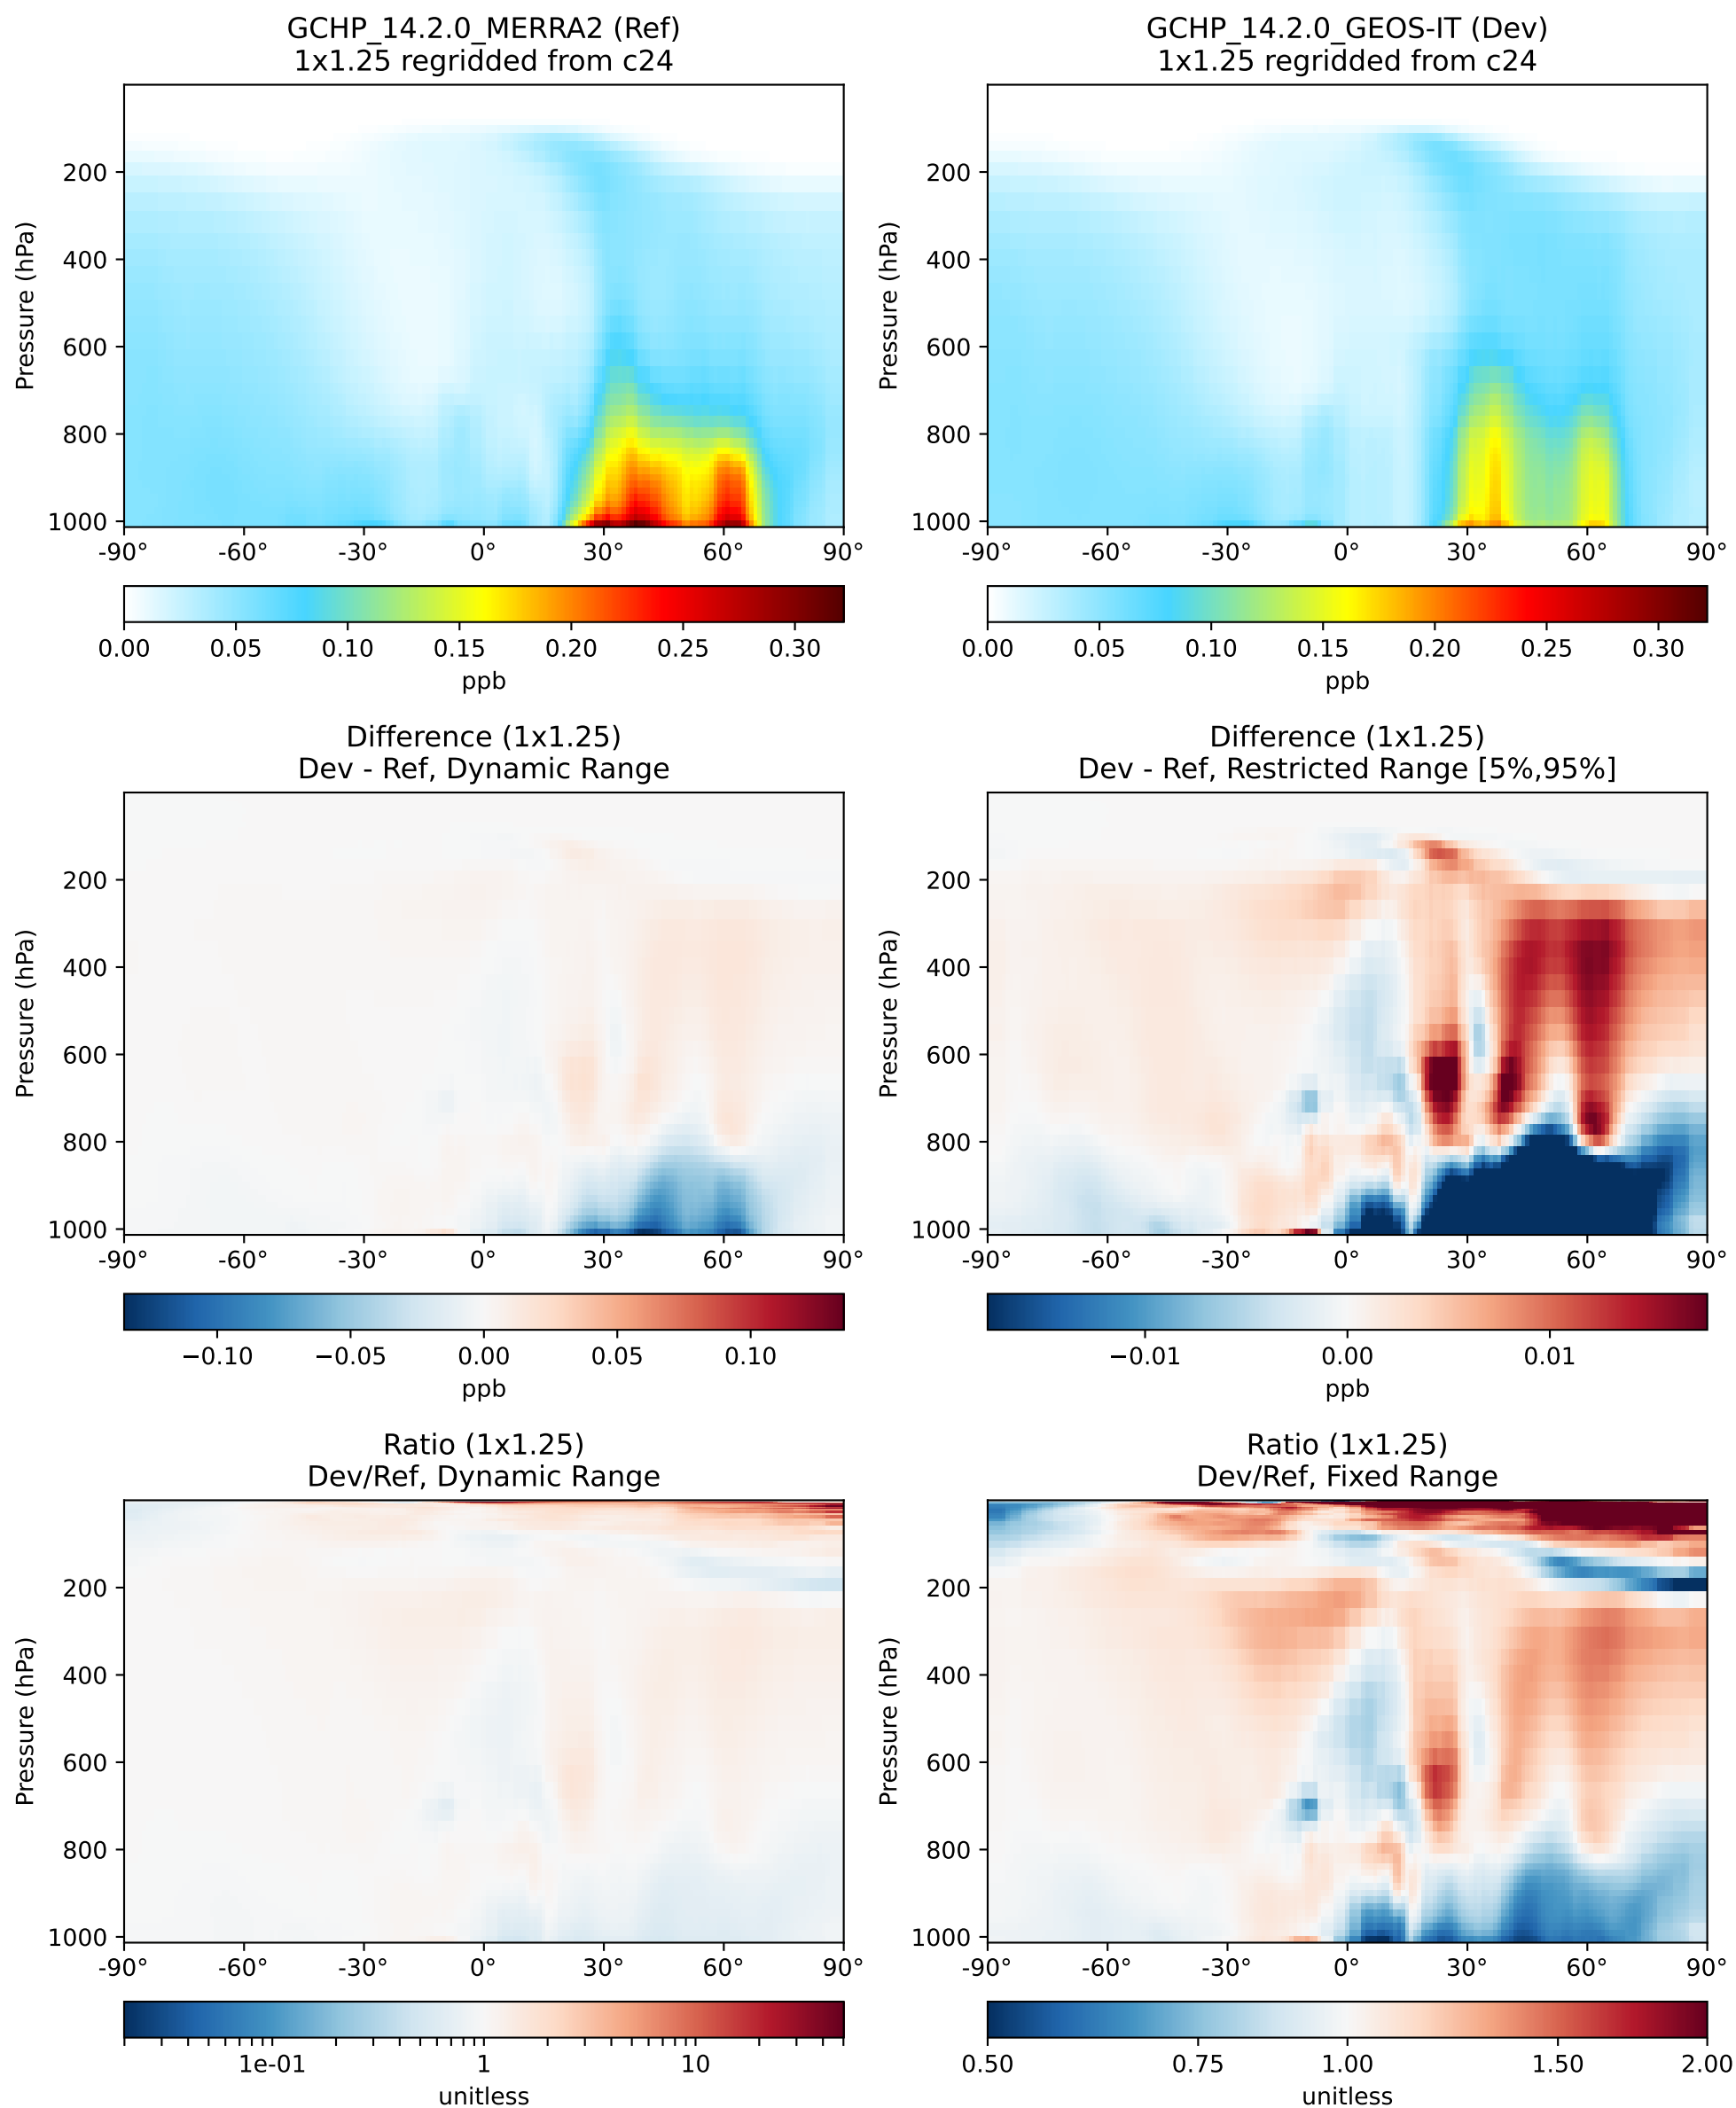 GCHP_14.2.0_MERRA2 (Ref)
1x1.25 regridded from c24
Pressure (hPa)
200
400
600
800
1000
-90° -60° -30° 0° 30° 60° 90°
0.00 0.05 0.10 0.15 0.20 0.25 0.30
ppb
GCHP_14.2.0_GEOS-IT (Dev)
1x1.25 regridded from c24
Pressure (hPa)
200
400
600
800
1000
-90° -60° -30° 0° 30° 60° 90°
0.00 0.05 0.10 0.15 0.20 0.25 0.30
ppb
Difference (1x1.25)
Dev - Ref, Dynamic Range
Pressure (hPa)
200
400
600
800
1000
-90° -60° -30° 0° 30° 60° 90°
−0.10 −0.05 0.00 0.05 0.10
ppb
Difference (1x1.25)
Dev - Ref, Restricted Range [5%,95%]
Pressure (hPa)
200
400
600
800
1000
-90° -60° -30° 0° 30° 60° 90°
−0.01 0.00 0.01
ppb
Ratio (1x1.25)
Dev/Ref, Dynamic Range
Pressure (hPa)
200
400
600
800
1000
-90° -60° -30° 0° 30° 60° 90°
1e-01 1 10
unitless
Ratio (1x1.25)
Dev/Ref, Fixed Range
Pressure (hPa)
200
400
600
800
1000
-90° -60° -30° 0° 30° 60° 90°
0.50 0.75 1.00 1.50 2.00
unitless